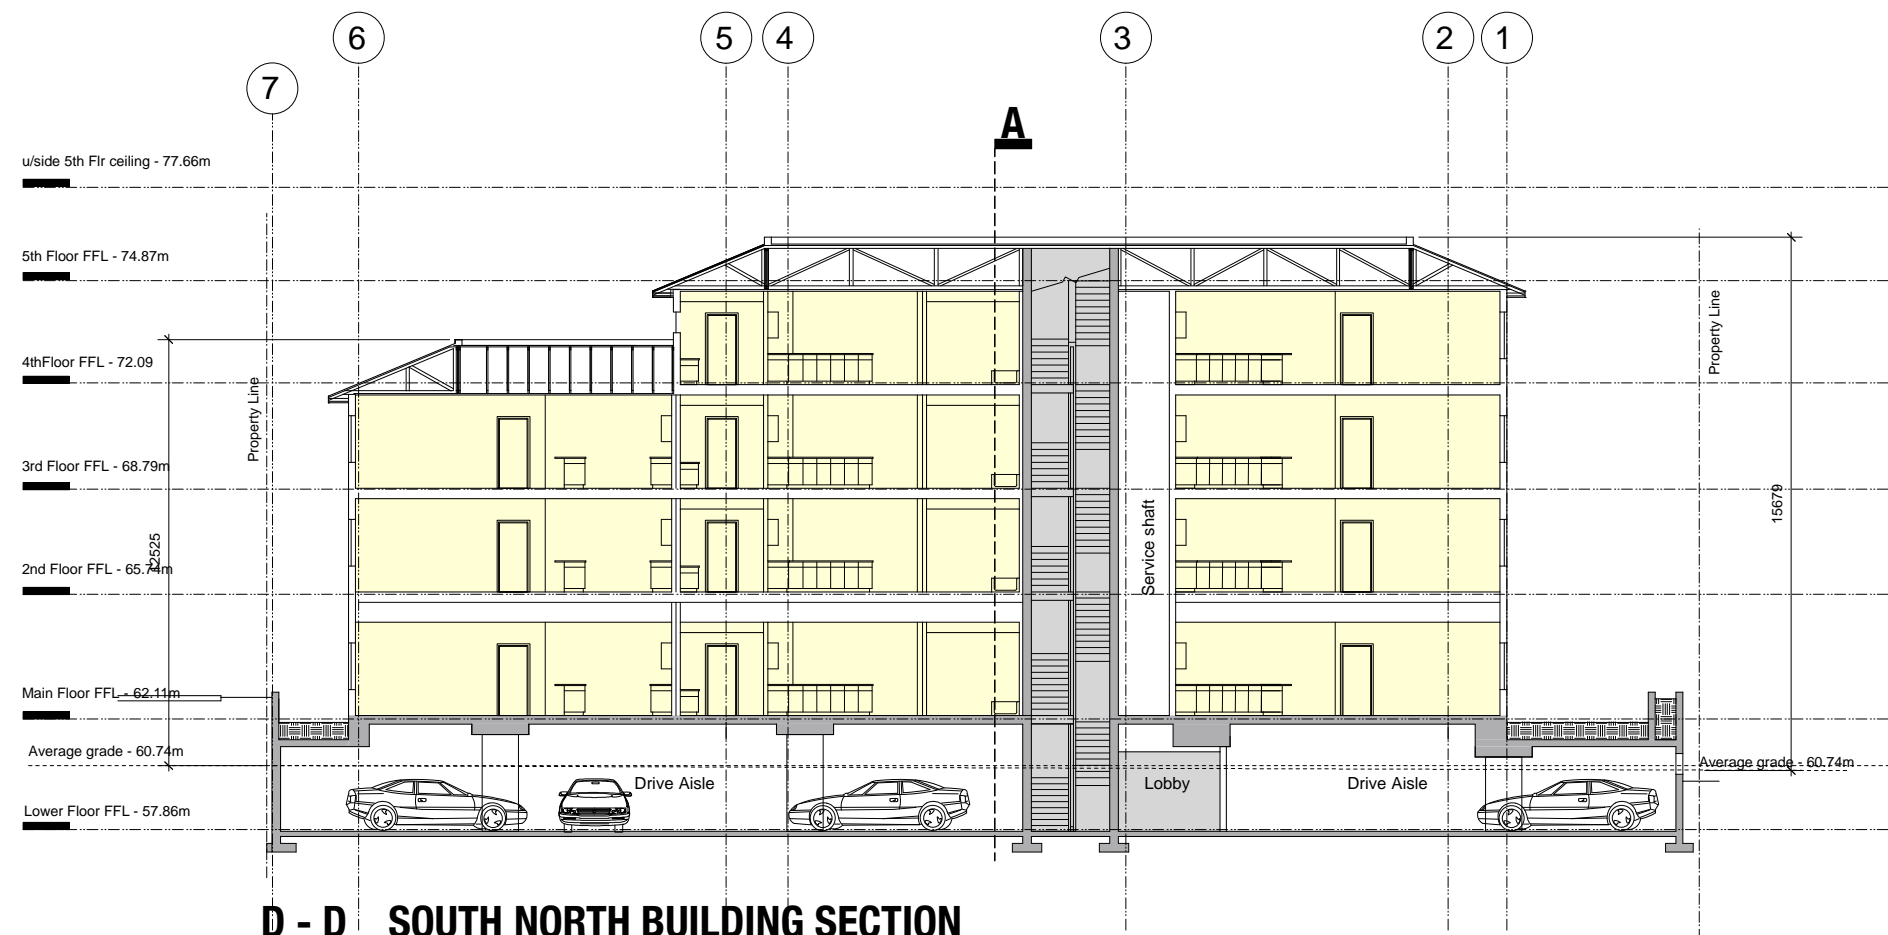 6
5
4
3
2
1
7
A
u/side 5th Flr ceiling - 77.66m
5th Floor FFL - 74.87m
4thFloor FFL - 72.09
3rd Floor FFL - 68.79m
2nd Floor FFL - 65.74m
Main Floor FFL - 62.11m
Average grade - 60.74m
Lower Floor FFL - 57.86m
12525
Property Line
Service shaft
Property Line
15679
Drive Aisle
Lobby
Drive Aisle
Average grade - 60.74m
D - D SOUTH NORTH BUILDING SECTION